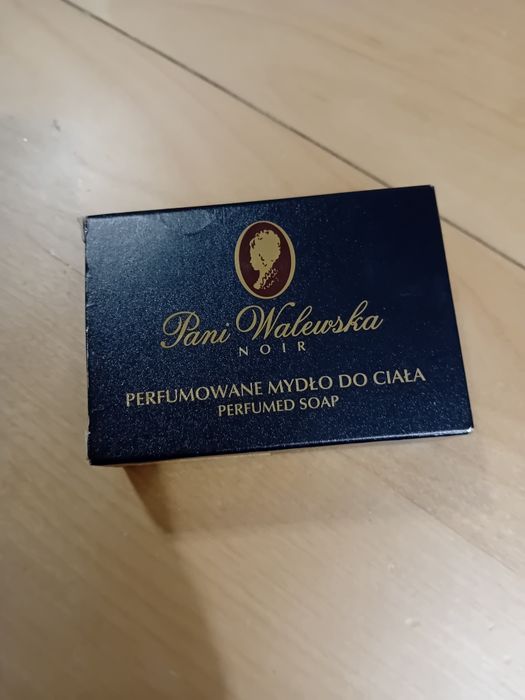 Pani Walewska
NOIR
PERFUMOWANE MYDŁO DO CIAŁA
PERFUMED SOAP